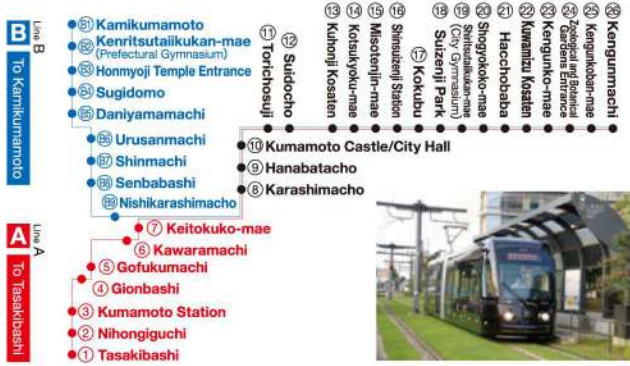 B
Line B
To Kamikumamoto
B1 Kamikumamoto
B2 Kenritsutaiikukan-mae
(Prefectural Gymnasium)
B3 Honmyoji Temple Entrance
B4 Sugidomo
B5 Daniyamamachi
B6 Urusanmachi
B7 Shinmachi
B8 Senbabashi
B9 Nishikarashimacho
A
Line A
To Tasakibashi
7 Keitokuko-mae
6 Kawaramachi
5 Gofukumachi
4 Gionbashi
3 Kumamoto Station
2 Nihongiguchi
1 Tasakibashi
10 Kumamoto Castle/City Hall
9 Hanabatacho
8 Karashimacho
11 Torichosuji
12 Suidocho
13 Kuhonji Kosaten
14 Kotsukyoku-mae
15 Misotenjin-mae
16 Shinsuizenji Station
17 Kokubu
18 Suizenji Park
19 Shiritsutaiikukan-mae
(City Gymnasium)
20 Shogyokoko-mae
21 Hacchobaba
22 Kuwamizu Kosaten
23 Kengunko-mae
24 Zoological and Botanical
Gardens Entrance
25 Kengunkoban-mae
26 Kengunmachi